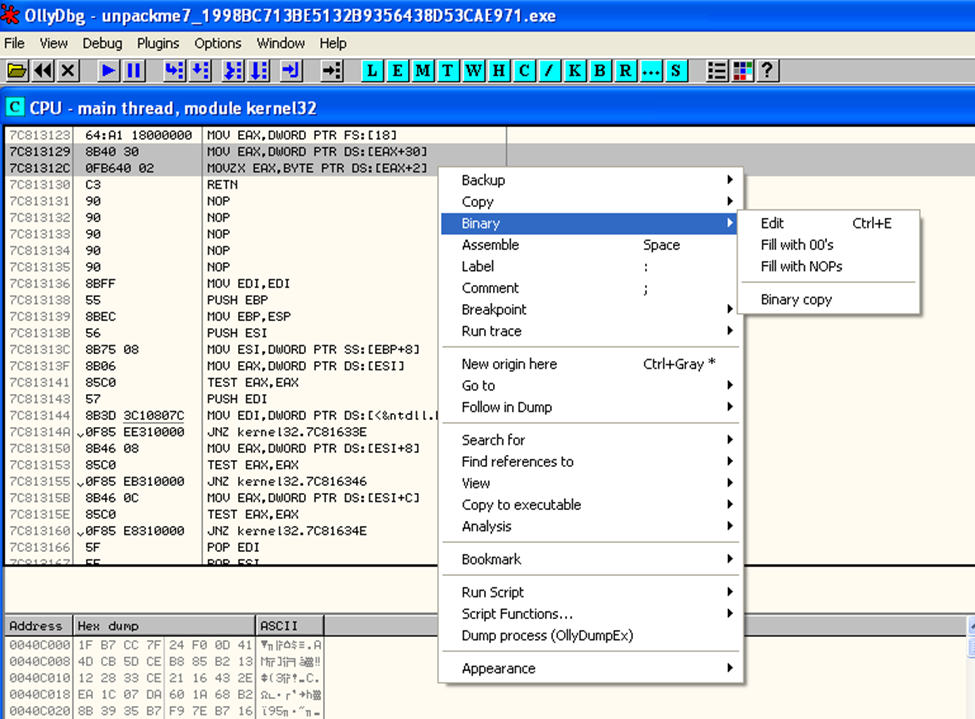 OllyDbg - unpackme7_1998BC713BE5132B9356438D53CAE971.exe
File View Debug Plugins Options Window Help
L E M T W H C / K B R ... S ?
C CPU - main thread, module kernel32
7C813123 64:A1 18000000 MOV EAX,DWORD PTR FS:[18]
7C813129 8B40 30 MOV EAX,DWORD PTR DS:[EAX+30]
7C81312C 0FB640 02 MOVZX EAX,BYTE PTR DS:[EAX+2]
7C813130 C3 RETN
7C813131 90 NOP
7C813132 90 NOP
7C813133 90 NOP
7C813134 90 NOP
7C813135 90 NOP
7C813136 8BFF MOV EDI,EDI
7C813138 55 PUSH EBP
7C813139 8BEC MOV EBP,ESP
7C81313B 56 PUSH ESI
7C81313C 8B75 08 MOV ESI,DWORD PTR SS:[EBP+8]
7C81313F 8B06 MOV EAX,DWORD PTR DS:[ESI]
7C813141 85C0 TEST EAX,EAX
7C813143 57 PUSH EDI
7C813144 8B3D 3C10807C MOV EDI,DWORD PTR DS:[<&ntdll.
7C81314A 0F85 EE310000 JNZ kernel32.7C81633E
7C813150 8B46 08 MOV EAX,DWORD PTR DS:[ESI+8]
7C813153 85C0 TEST EAX,EAX
7C813155 0F85 EB310000 JNZ kernel32.7C816346
7C81315B 8B46 0C MOV EAX,DWORD PTR DS:[ESI+C]
7C81315E 85C0 TEST EAX,EAX
7C813160 0F85 E8310000 JNZ kernel32.7C81634E
7C813166 5F POP EDI
7C813167 5E POP ESI
Backup
Copy
Binary
Assemble Space
Label :
Comment ;
Breakpoint
Run trace
New origin here Ctrl+Gray *
Go to
Follow in Dump
Search for
Find references to
View
Copy to executable
Analysis
Bookmark
Run Script
Script Functions...
Dump process (OllyDumpEx)
Appearance
Edit Ctrl+E
Fill with 00's
Fill with NOPs
Binary copy
Address Hex dump ASCII
0040C000 1F B7 CC 7F 24 F0 0D 41
0040C008 4D CB 5D CE B8 85 B2 13
0040C010 12 28 33 CE 21 16 43 2E
0040C018 EA 1C 07 DA 60 1A 68 B2
0040C020 8B 39 35 B7 F9 7E B7 16